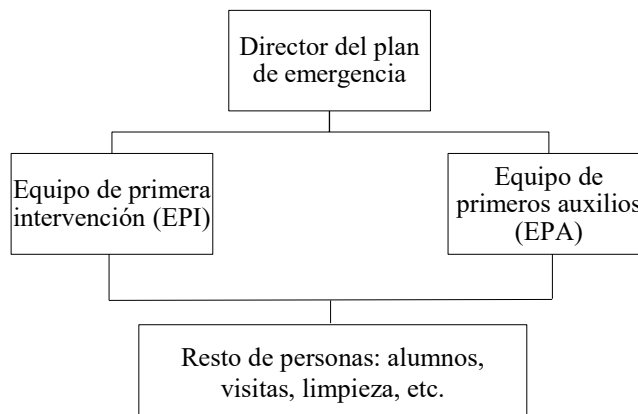 Director del plan
de emergencia
Equipo de primera
intervención (EPI)
Equipo de
primeros auxilios
(EPA)
Resto de personas: alumnos,
visitas, limpieza, etc.